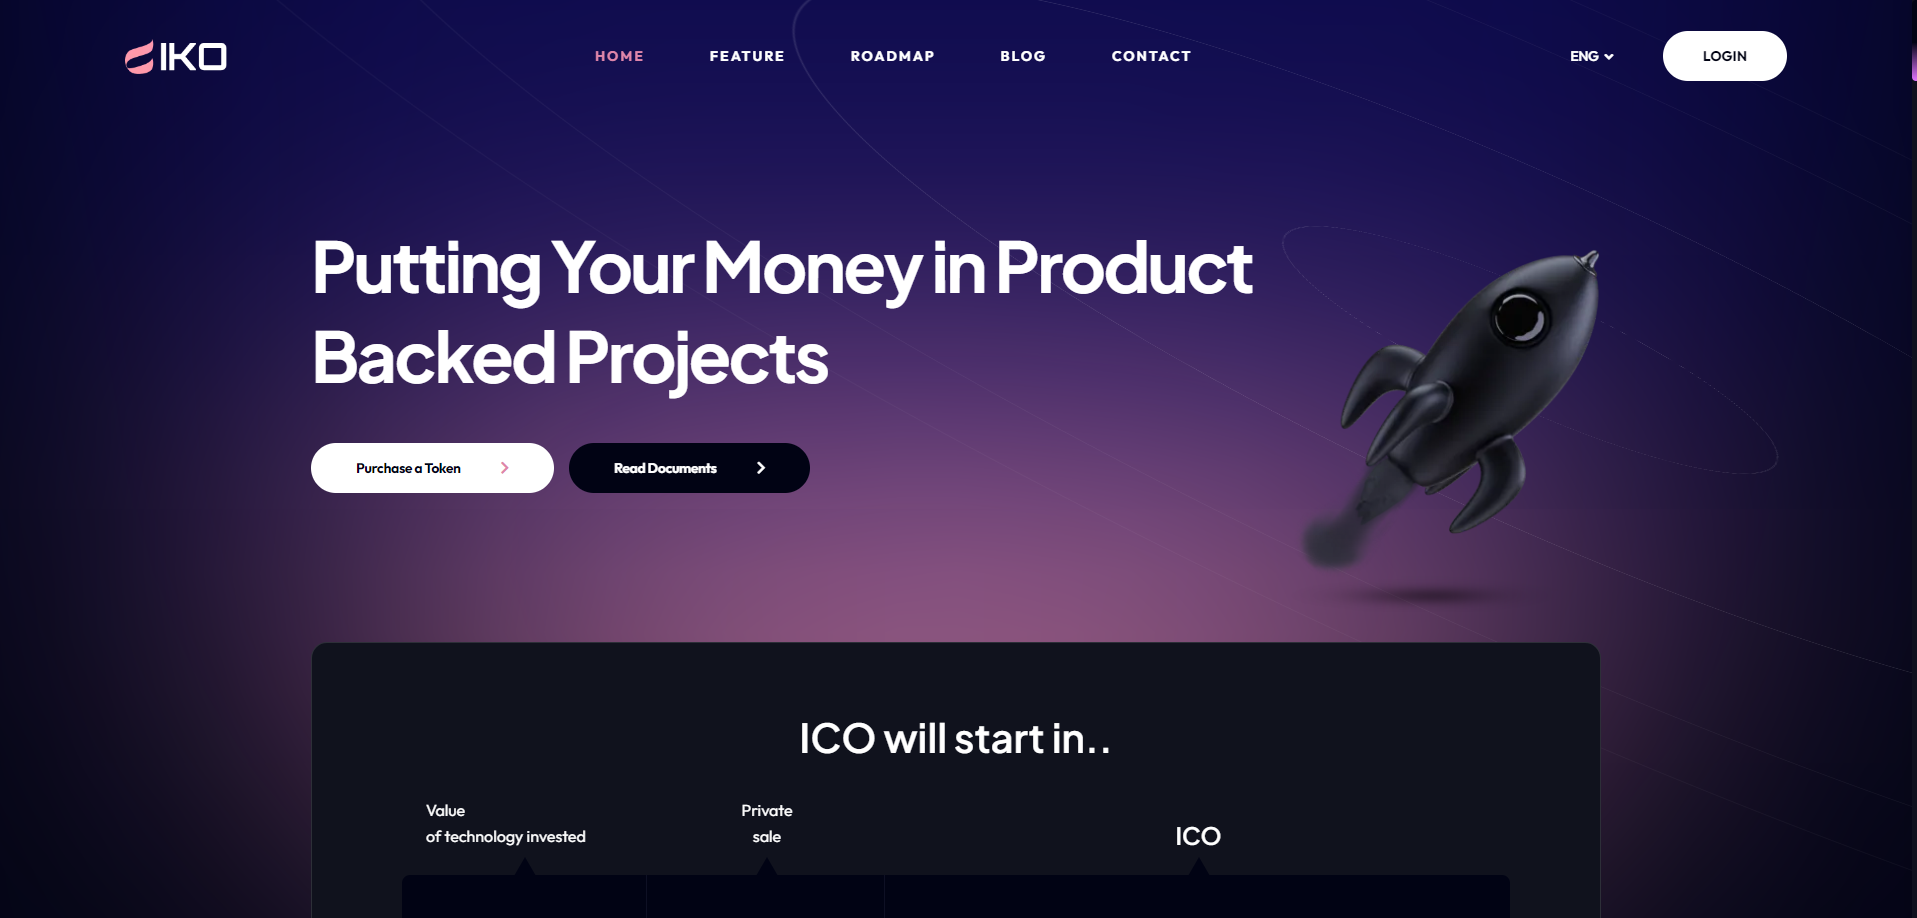 IKO
HOME
FEATURE
ROADMAP
BLOG
CONTACT
ENG
LOGIN
Putting Your Money in Product
Backed Projects
Purchase a Token
Read Documents
ICO will start in..
Value
of technology invested
Private
sale
ICO